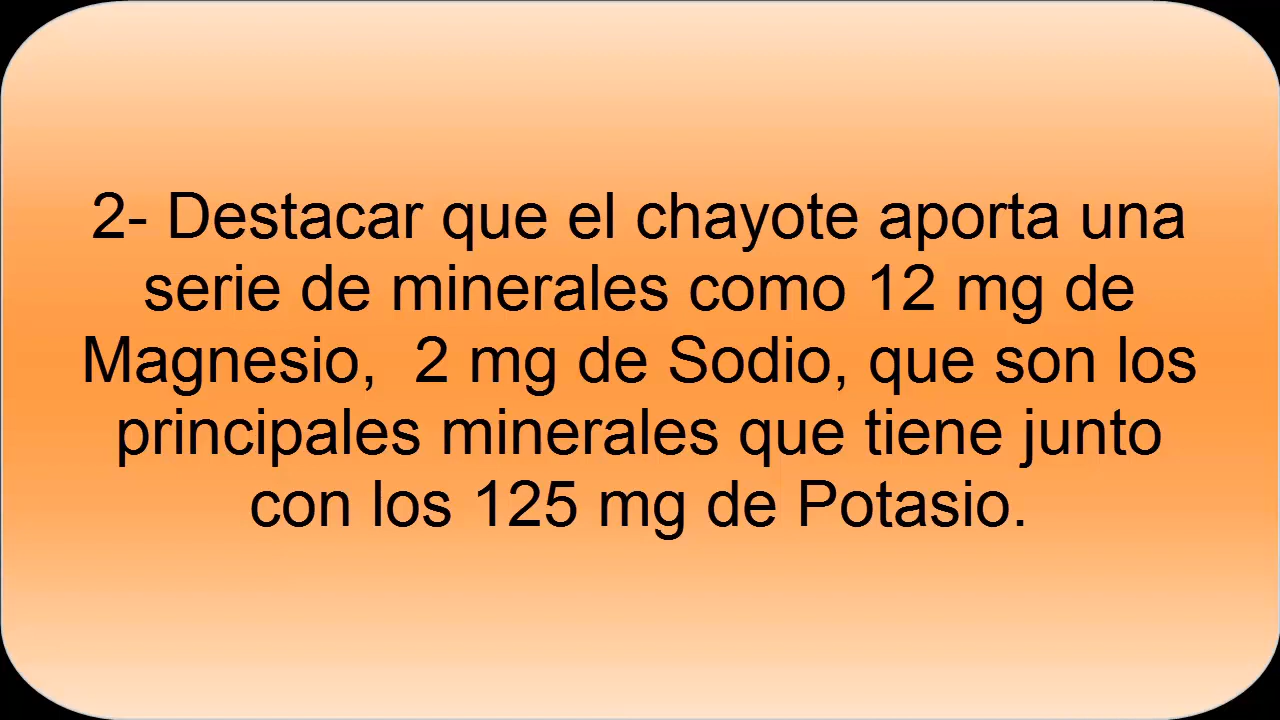 2- Destacar que el chayote aporta una
serie de minerales como 12 mg de
Magnesio,  2 mg de Sodio, que son los
principales minerales que tiene junto
con los 125 mg de Potasio.